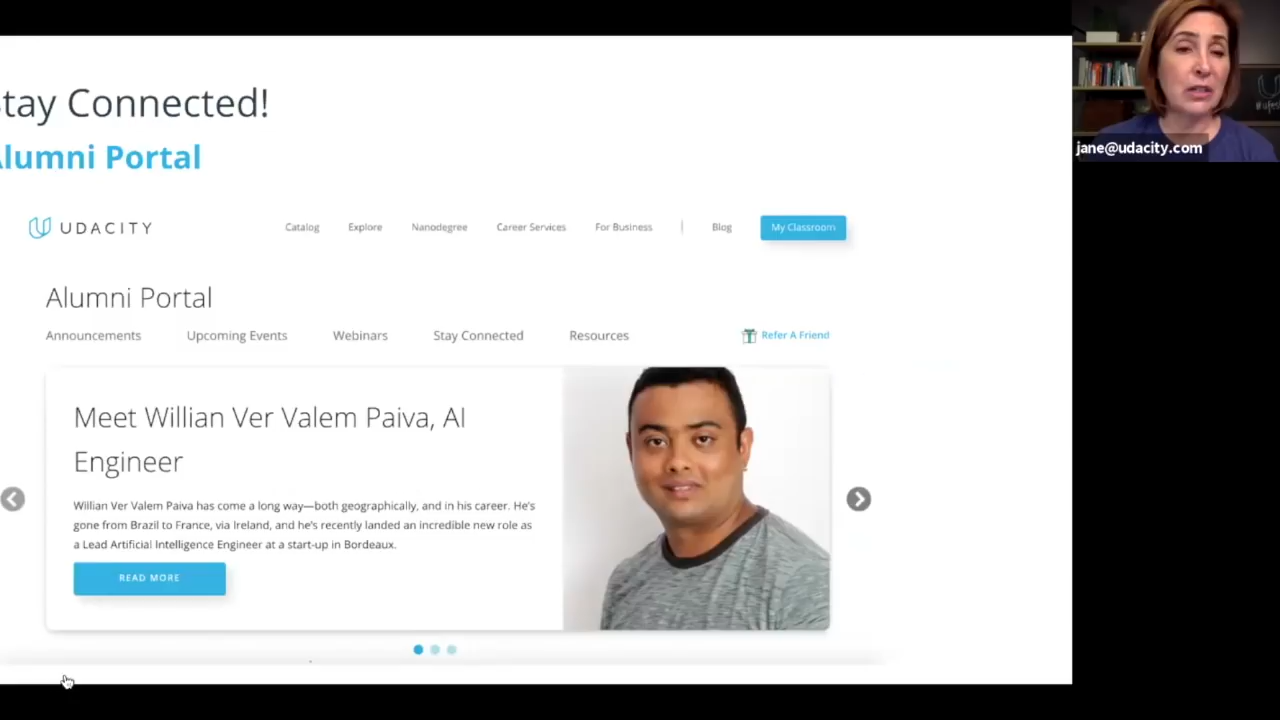 tay Connected!
lumni Portal
UDACITY
Catalog Explore Nanodegree Career Services For Business | Blog My Classroom
Alumni Portal
Announcements Upcoming Events Webinars Stay Connected Resources Refer A Friend
Meet Willian Ver Valem Paiva, AI
Engineer
Willian Ver Valem Paiva has come a long way—both geographically, and in his career. He's
gone from Brazil to France, via Ireland, and he's recently landed an incredible new role as
a Lead Artificial Intelligence Engineer at a start-up in Bordeaux.
READ MORE
jane@udacity.com